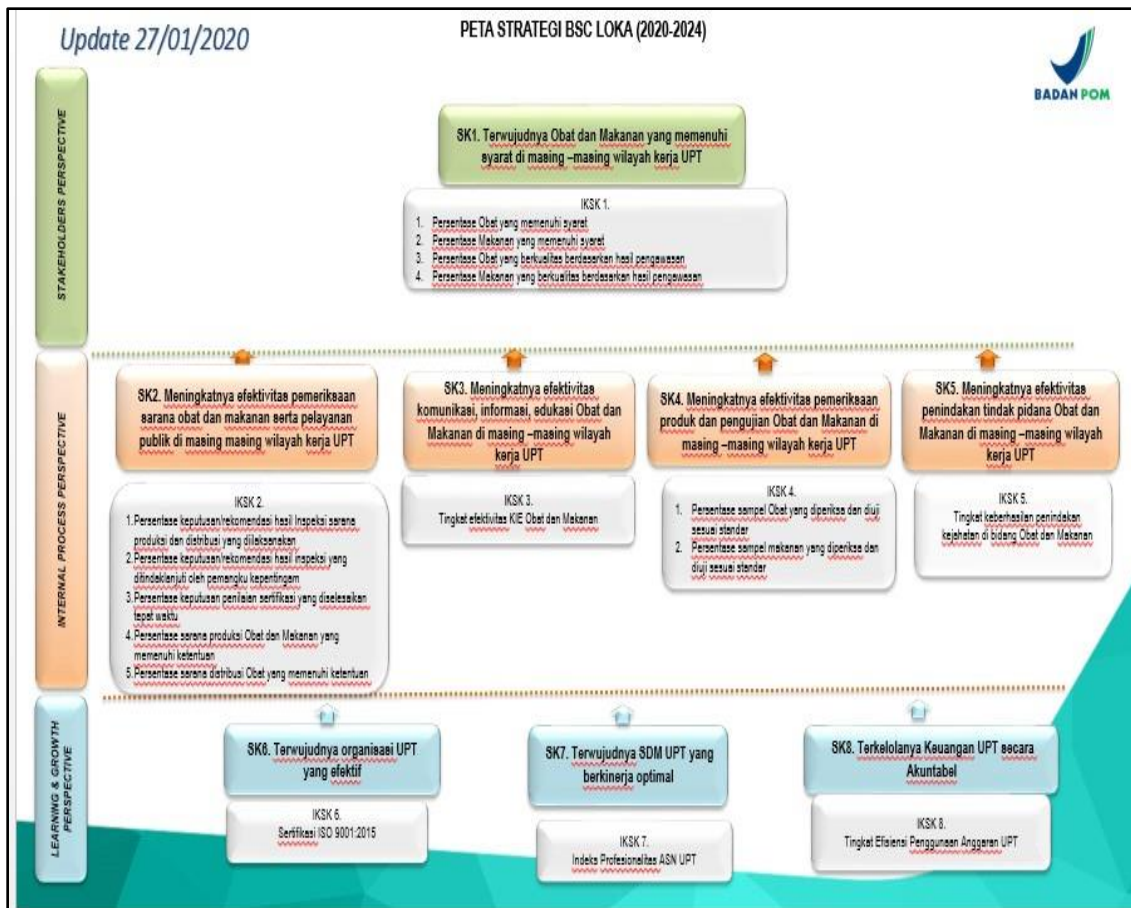 Update 27/01/2020
PETA STRATEGI BSC LOKA (2020-2024)
BADAN POM
STAKEHOLDERS PERSPECTIVE
SK1. Terwujudnya Obat dan Makanan yang memenuhi
syarat di masing –masing wilayah kerja UPT
IKSK 1.
1. Persentase Obat yang memenuhi syarat
2. Persentase Makanan yang memenuhi syarat
3. Persentase Obat yang berkualitas berdasarkan hasil pengawasan
4. Persentase Makanan yang berkualitas berdasarkan hasil pengawasan
INTERNAL PROCESS PERSPECTIVE
SK2. Meningkatnya efektivitas pemeriksaan
sarana obat dan makanan serta pelayanan
publik di masing masing wilayah kerja UPT
IKSK 2.
1. Persentase keputusan/rekomendasi hasil Inspeksi sarana
produksi dan distribusi yang dilaksanakan
2. Persentase keputusan/rekomendasi hasil inspeksi yang
ditindaklanjuti oleh pemangku kepentingam
3. Persentase keputusan penilaian sertifikasi yang diselesaikan
tepat waktu
4. Persentase sarana produksi Obat dan Makanan yang
memenuhi ketentuan
5. Persentase sarana distribusi Obat yang memenuhi ketentuan
SK3. Meningkatnya efektivitas
komunikasi, informasi, edukasi Obat dan
Makanan di masing –masing wilayah
kerja UPT
IKSK 3.
Tingkat efektivitas KIE Obat dan Makanan
SK4. Meningkatnya efektivitas pemeriksaan
produk dan pengujian Obat dan Makanan di
masing –masing wilayah kerja UPT
IKSK 4.
1. Persentase sampel Obat yang diperiksa dan diuji
sesuai standar
2. Persentase sampel makanan yang diperiksa dan
diuji sesuai standar
SK5. Meningkatnya efektivitas
penindakan tindak pidana Obat dan
Makanan di masing –masing wilayah
kerja UPT
IKSK 5.
Tingkat keberhasilan penindakan
kejahatan di bidang Obat dan Makanan
LEARNING & GROWTH
PERSPECTIVE
SK6. Terwujudnya organisasi UPT
yang efektif
IKSK 6.
Sertifikasi ISO 9001:2015
SK7. Terwujudnya SDM UPT yang
berkinerja optimal
IKSK 7.
Indeks Profesionalitas ASN UPT
SK8. Terkelolanya Keuangan UPT secara
Akuntabel
IKSK 8.
Tingkat Efisiensi Penggunaan Anggaran UPT